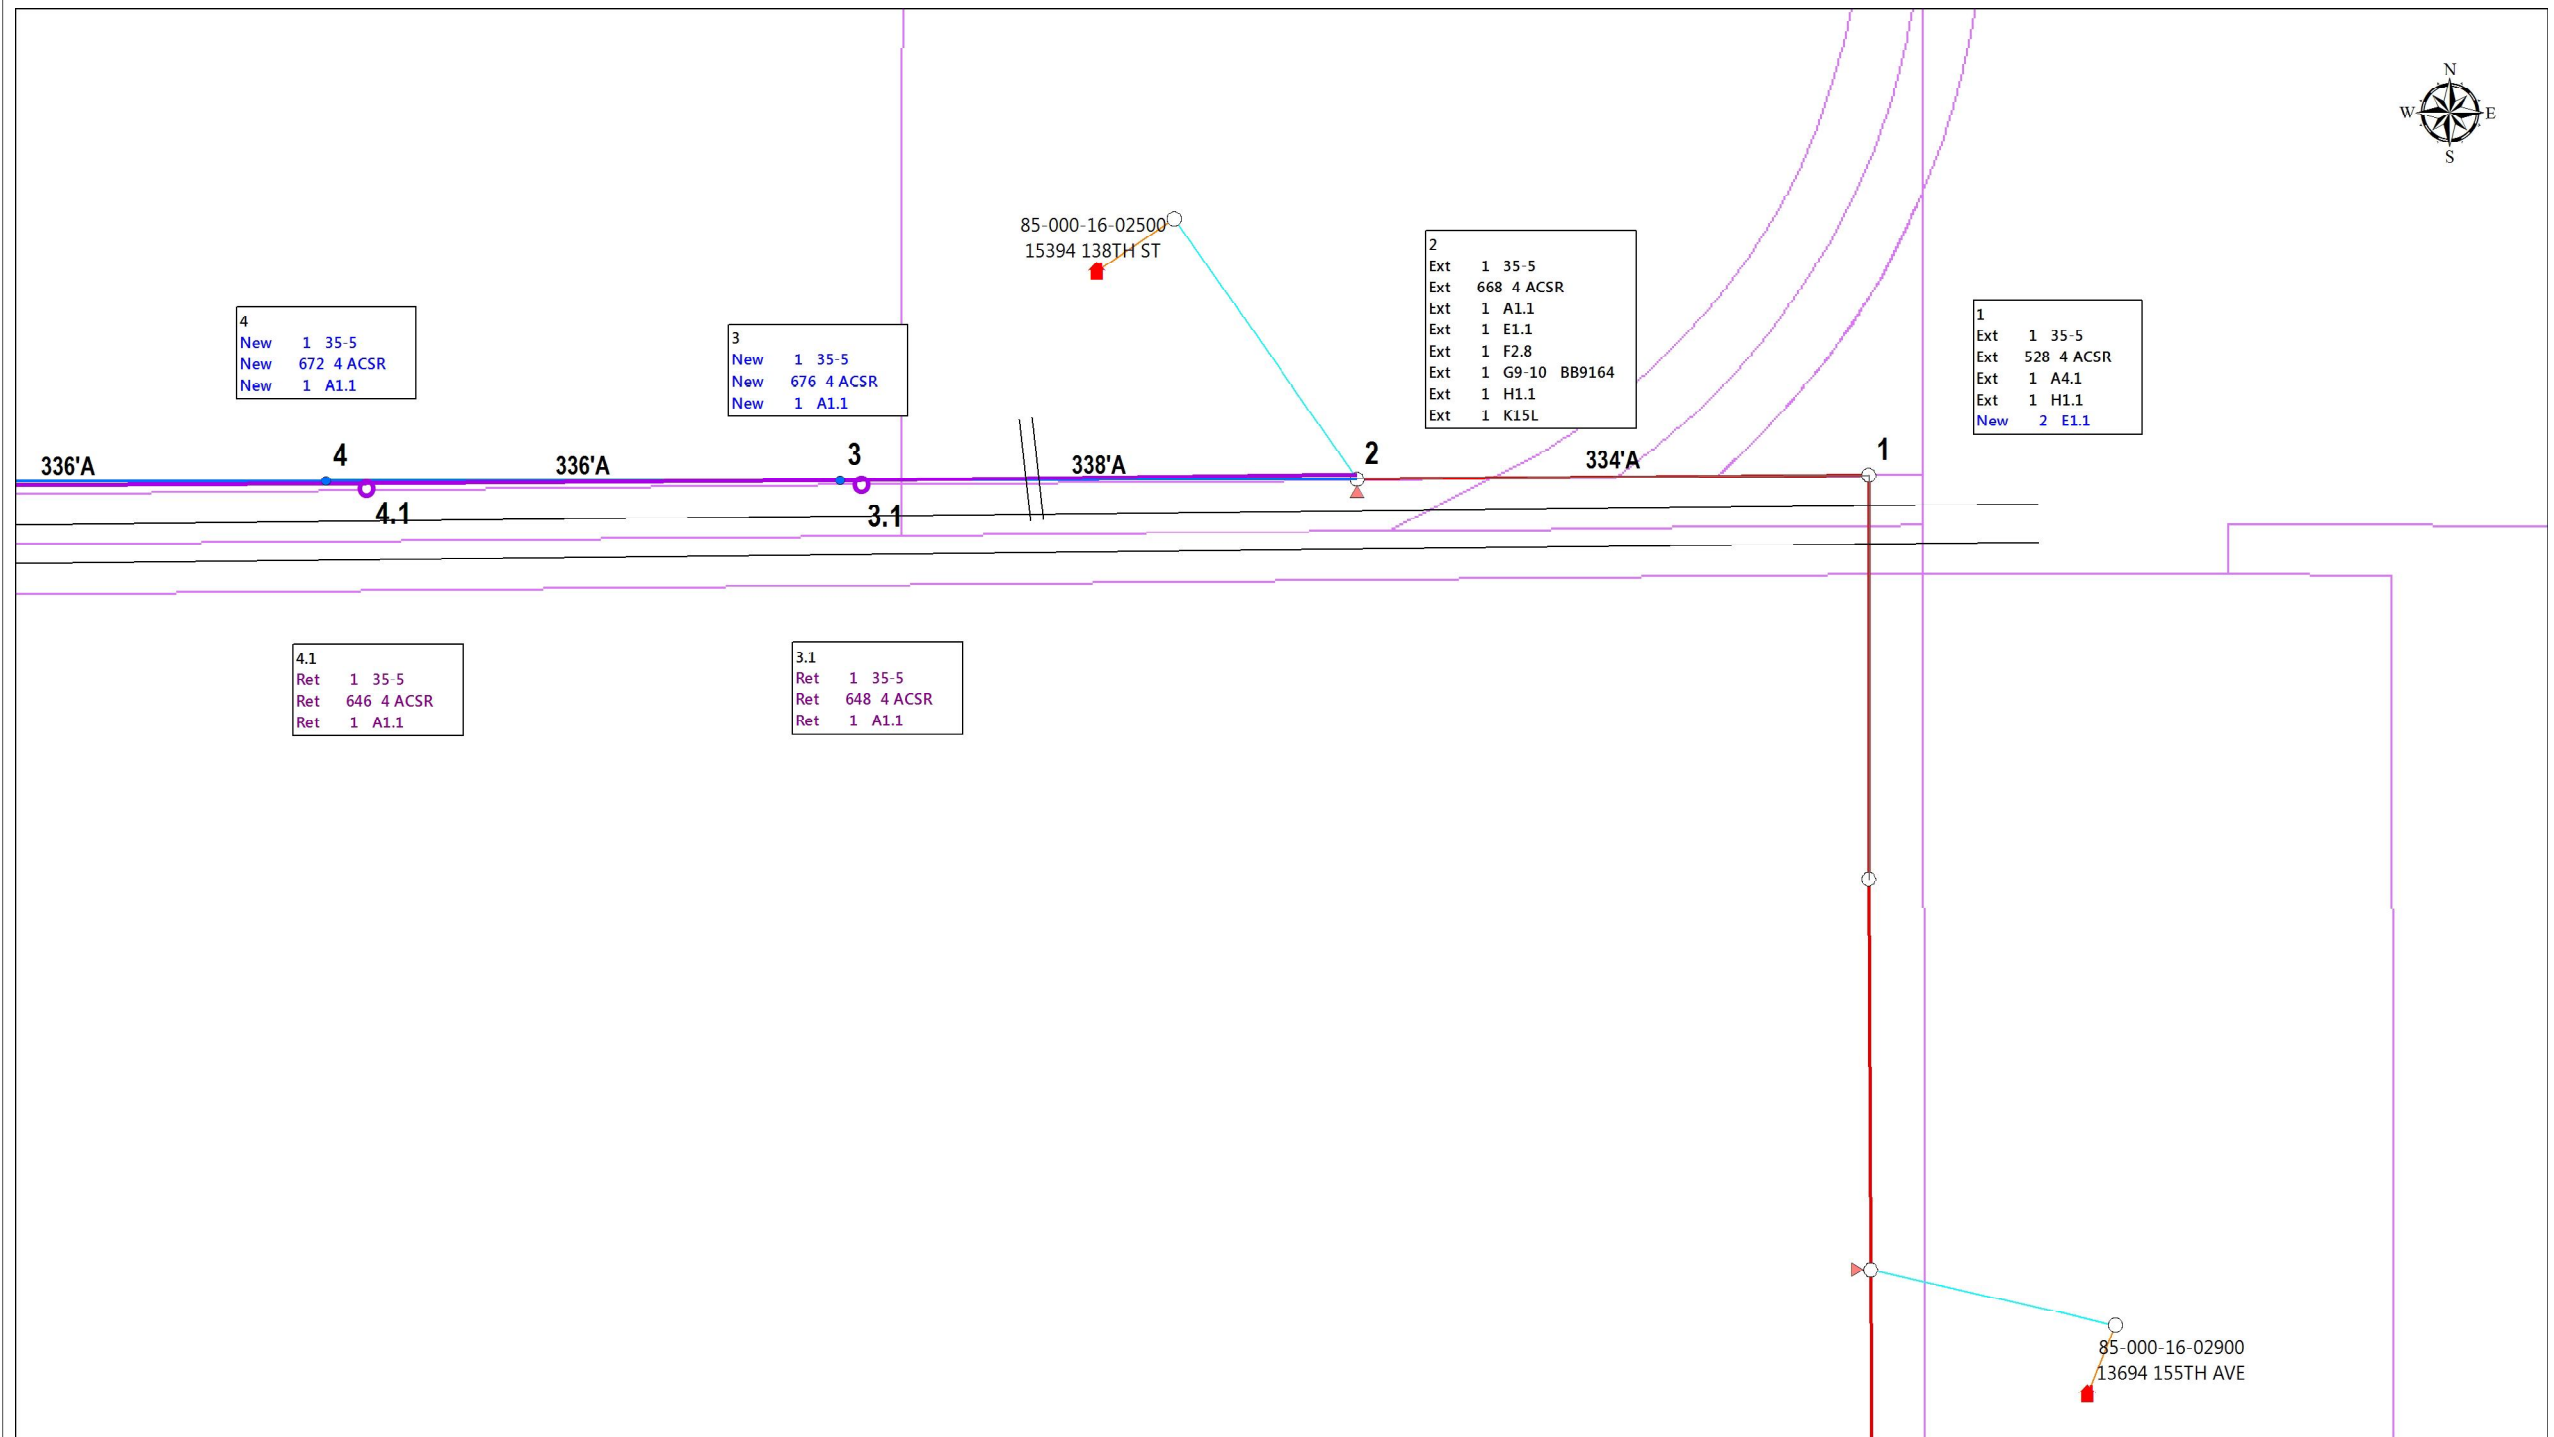 N
W E
S
85-000-16-02500
15394 138TH ST
2
Ext 1 35-5
Ext 668 4 ACSR
Ext 1 A1.1
Ext 1 E1.1
Ext 1 F2.8
Ext 1 G9-10 BB9164
Ext 1 H1.1
Ext 1 K15L
1
Ext 1 35-5
Ext 528 4 ACSR
Ext 1 A4.1
Ext 1 H1.1
New 2 E1.1
4
New 1 35-5
New 672 4 ACSR
New 1 A1.1
3
New 1 35-5
New 676 4 ACSR
New 1 A1.1
336'A
4
336'A
3
338'A
2
334'A
1
4.1
3.1
4.1
Ret 1 35-5
Ret 646 4 ACSR
Ret 1 A1.1
3.1
Ret 1 35-5
Ret 648 4 ACSR
Ret 1 A1.1
85-000-16-02900
13694 155TH AVE